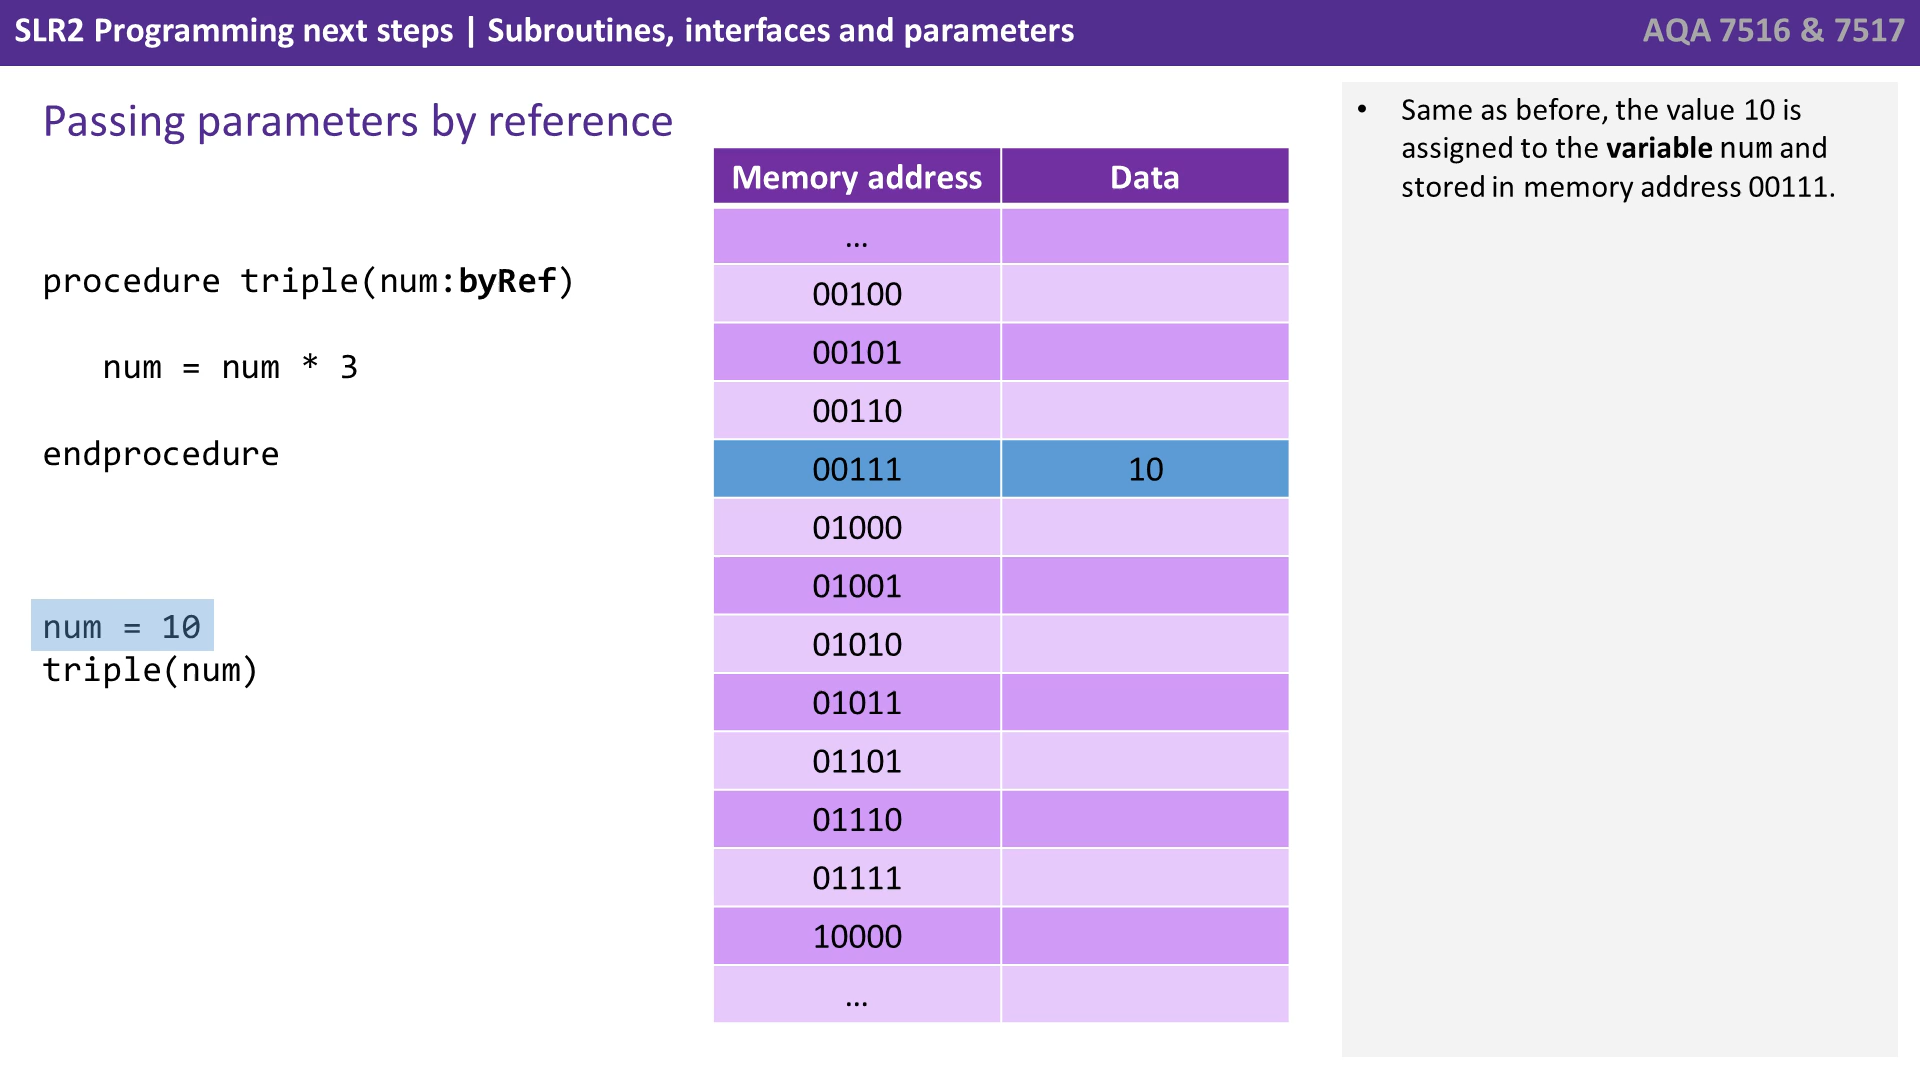 SLR2 Programming next steps | Subroutines, interfaces and parameters
AQA 7516 & 7517
Passing parameters by reference
procedure triple(num:byRef)
num = num * 3
endprocedure
num = 10
triple(num)
Memory address Data
...
00100
00101
00110
00111 10
01000
01001
01010
01011
01101
01110
01111
10000
...
• Same as before, the value 10 is
assigned to the variable num and
stored in memory address 00111.